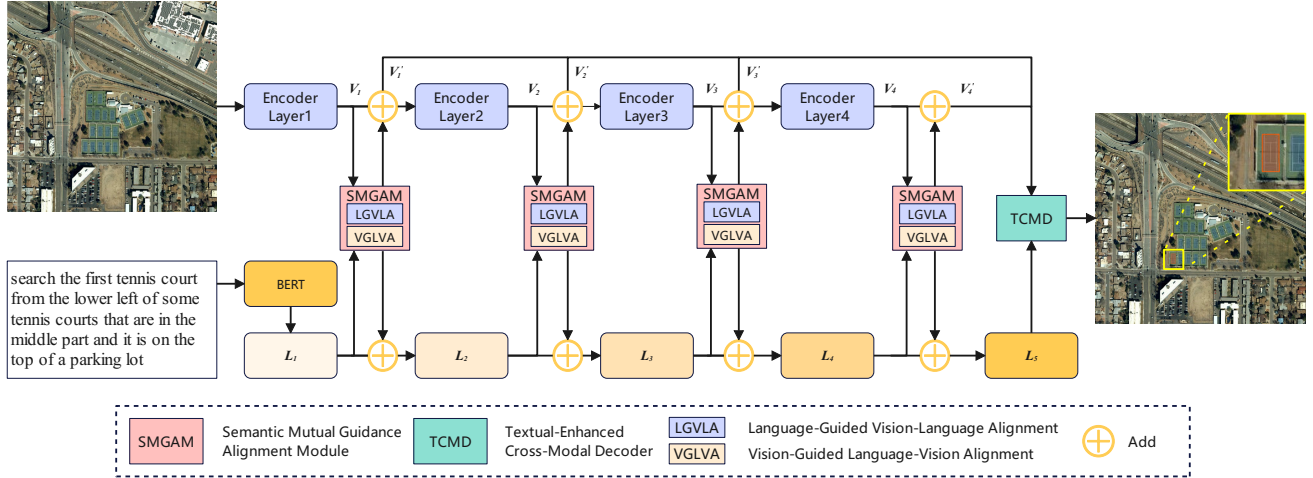 V1 V1' V2 V2' V3 V3' V4 V4'
Encoder
Layer1
Encoder
Layer2
Encoder
Layer3
Encoder
Layer4
SMGAM
LGVLA
VGLVA
SMGAM
LGVLA
VGLVA
SMGAM
LGVLA
VGLVA
SMGAM
LGVLA
VGLVA
TCMD
search the first tennis court
from the lower left of some
tennis courts that are in the
middle part and it is on the
top of a parking lot
BERT
L1 L2 L3 L4 L5
SMGAM
Semantic Mutual Guidance
Alignment Module
TCMD
Textual-Enhanced
Cross-Modal Decoder
LGVLA Language-Guided Vision-Language Alignment
VGLVA Vision-Guided Language-Vision Alignment
Add